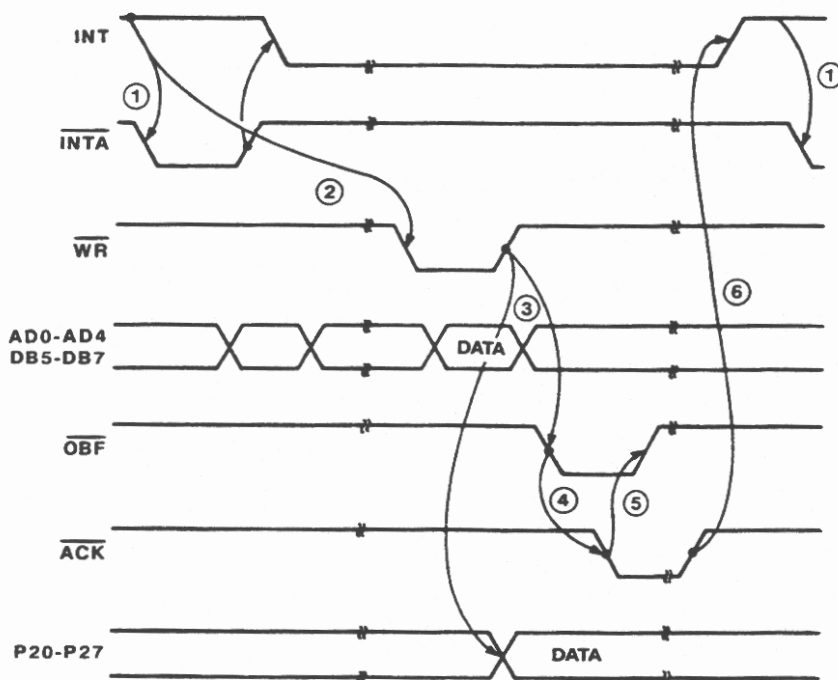 INT
①
①
INTA
②
WR
③
⑥
AD0-AD4
DB5-DB7
DATA
OBF
④
⑤
ACK
P20-P27
DATA